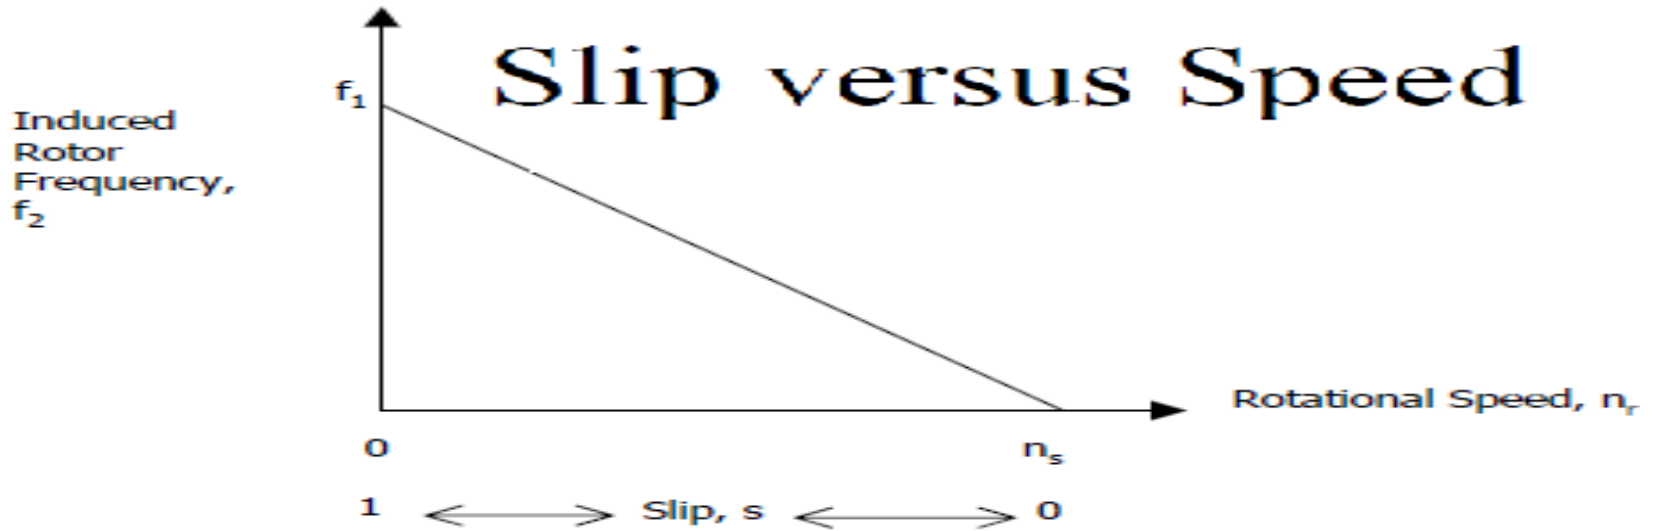 Slip versus Speed
f₁
Induced
Rotor
Frequency,
f₂
Rotational Speed, nᵣ
0 nₛ
1 Slip, s 0